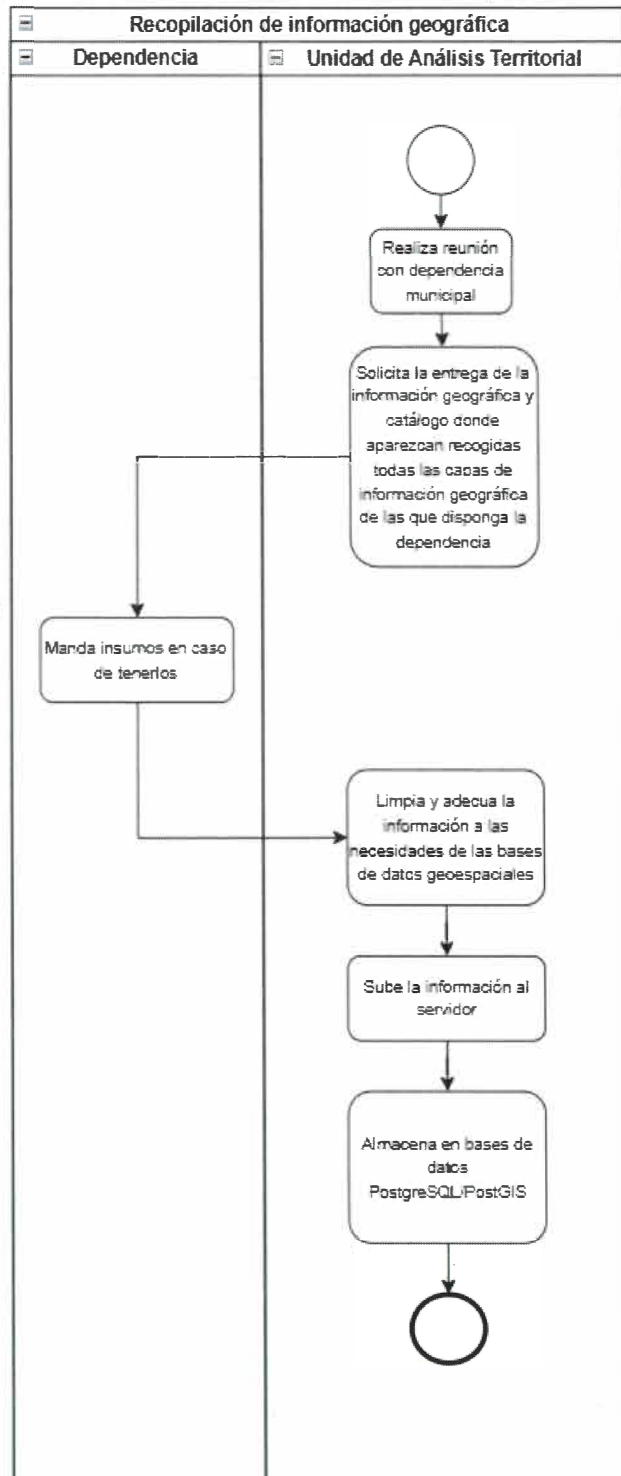 Recopilación de información geográfica
Dependencia
Unidad de Análisis Territorial
Realiza reunión
con dependencia
municipal
Solicita la entrega de la
información geográfica y
catálogo donde
aparezcan recogidas
todas las capas de
información geográfica
de las que disponga la
dependencia
Manda insumos en caso
de tenerlos
Limpia y adecua la
información a las
necesidades de las bases
de datos geoespaciales
Sube la información al
servidor
Almacena en bases de
datos
PostgreSQL/PostGIS